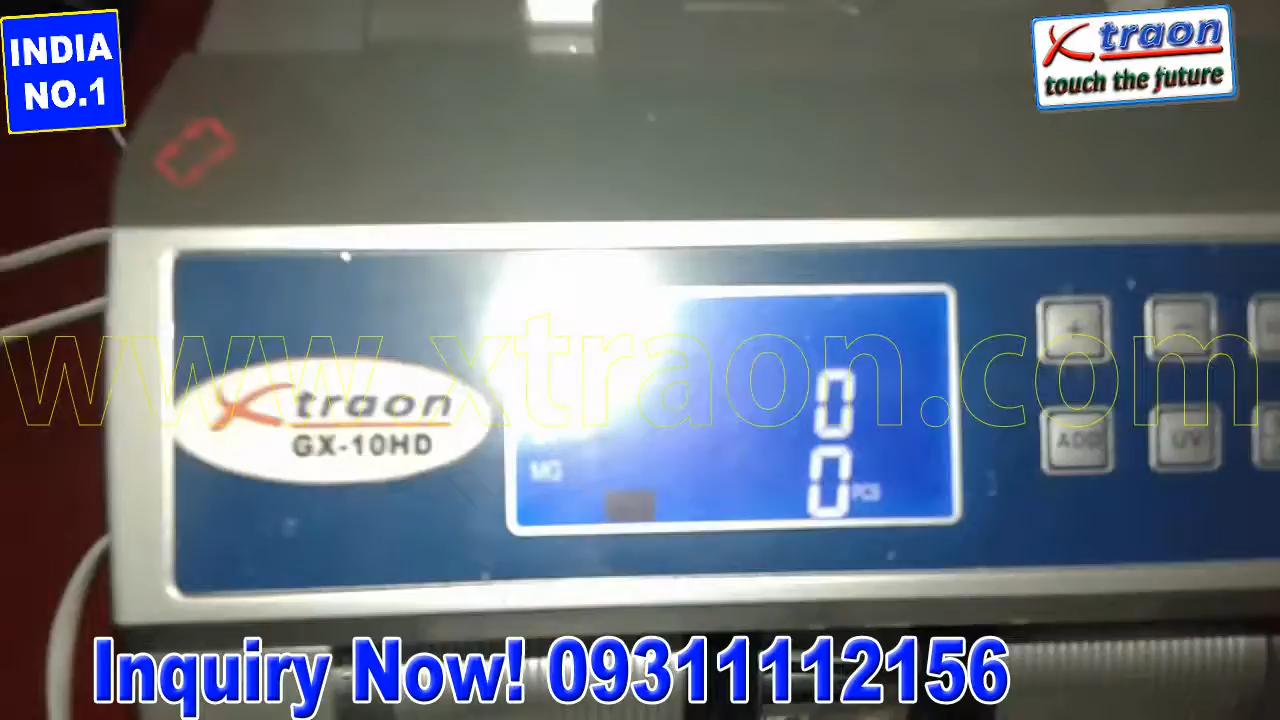 INDIA
NO.1
Xtraon
touch the future
www.xtraon.com
Xtraon
GX-10HD
0
MG
0 PCS
+ -
ADD UV
Inquiry Now! 09311112156